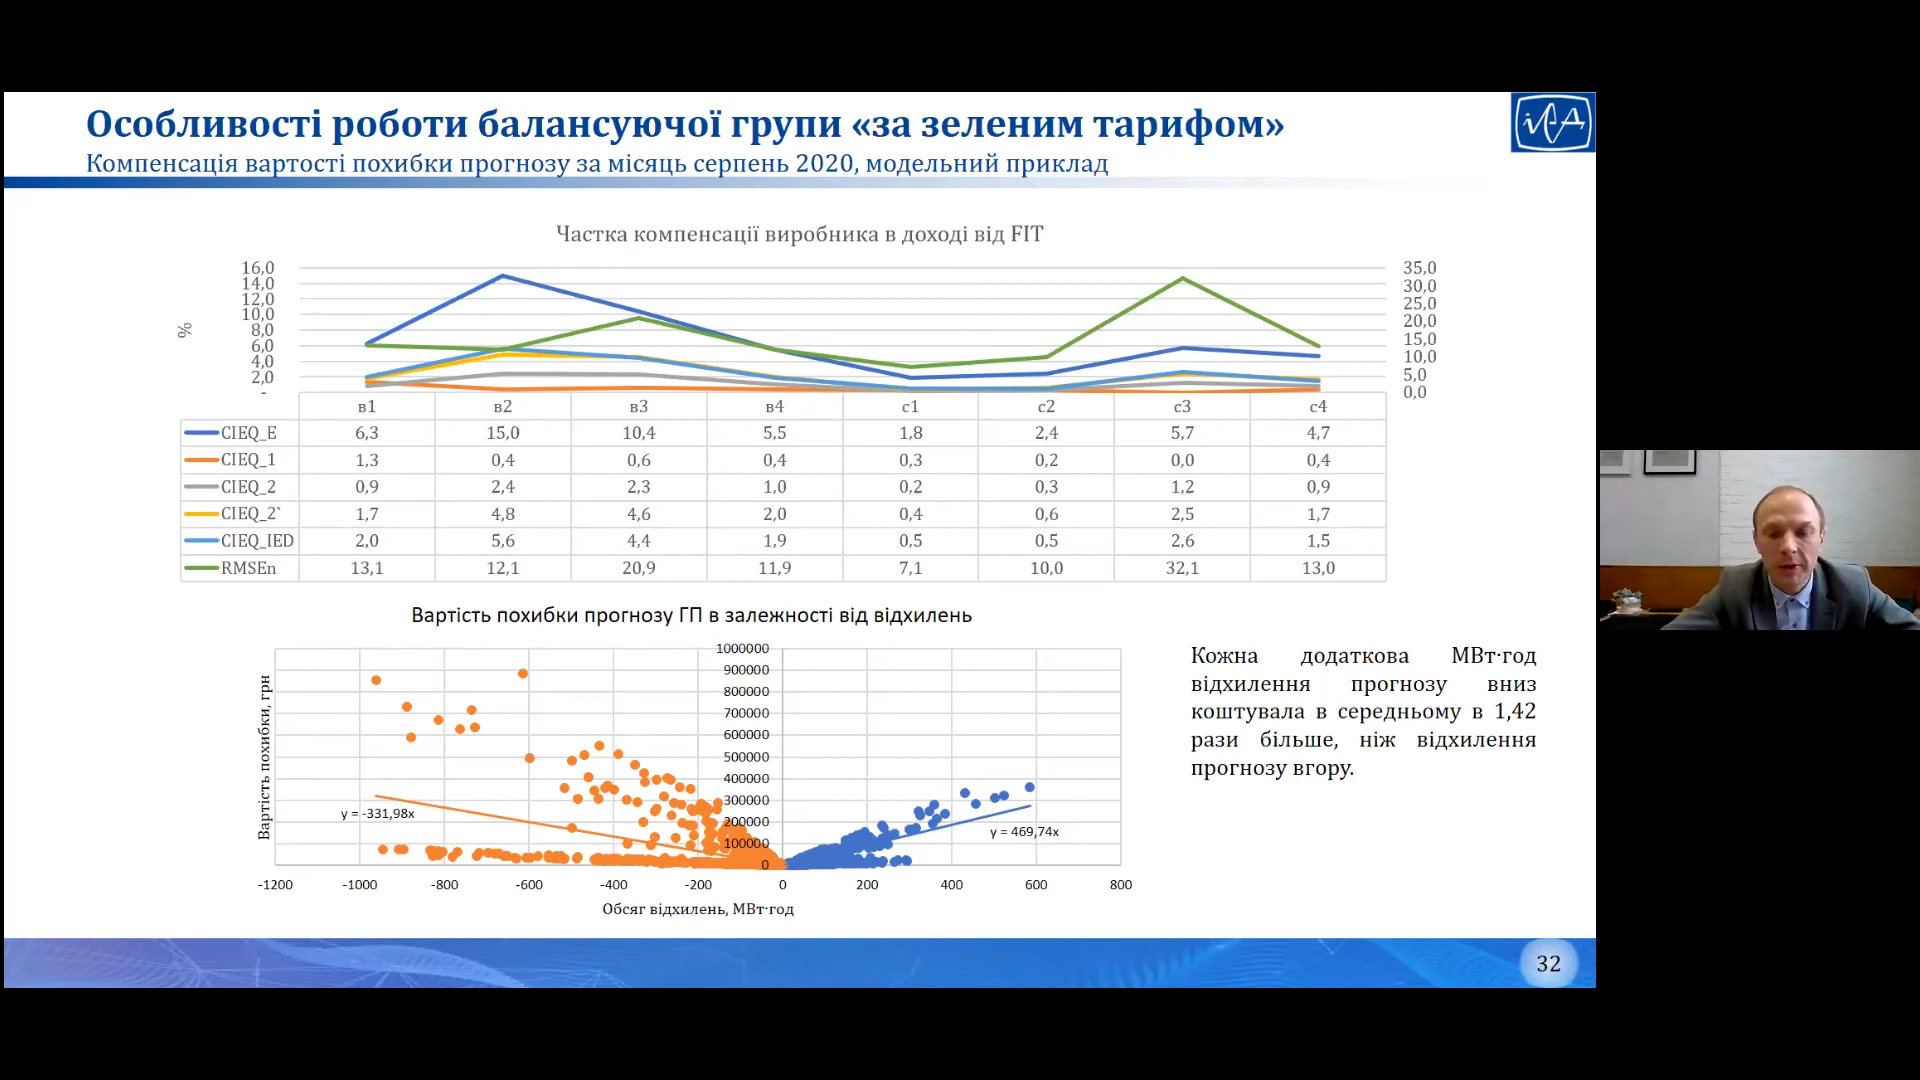 Особливості роботи балансуючої групи «за зеленим тарифом»
Компенсація вартості похибки прогнозу за місяць серпень 2020, модельний приклад
ІЕД
Частка компенсації виробника в доході від FIT
%
16,0
14,0
12,0
10,0
8,0
6,0
4,0
2,0
-
35,0
30,0
25,0
20,0
15,0
10,0
5,0
0,0
в1 в2 в3 в4 с1 с2 с3 с4
CIEQ_E 6,3 15,0 10,4 5,5 1,8 2,4 5,7 4,7
CIEQ_1 1,3 0,4 0,6 0,4 0,3 0,2 0,0 0,4
CIEQ_2 0,9 2,4 2,3 1,0 0,2 0,3 1,2 0,9
CIEQ_2` 1,7 4,8 4,6 2,0 0,4 0,6 2,5 1,7
CIEQ_IED 2,0 5,6 4,4 1,9 0,5 0,5 2,6 1,5
RMSEn 13,1 12,1 20,9 11,9 7,1 10,0 32,1 13,0
Вартість похибки прогнозу ГП в залежності від відхилень
Вартість похибки, грн
1000000
900000
800000
700000
600000
500000
400000
300000
200000
100000
0
y = -331,98x
y = 469,74x
-1200 -1000 -800 -600 -400 -200 0 200 400 600 800
Обсяг відхилень, МВт·год
Кожна додаткова МВт·год
відхилення прогнозу вниз
коштувала в середньому в 1,42
рази більше, ніж відхилення
прогнозу вгору.
32